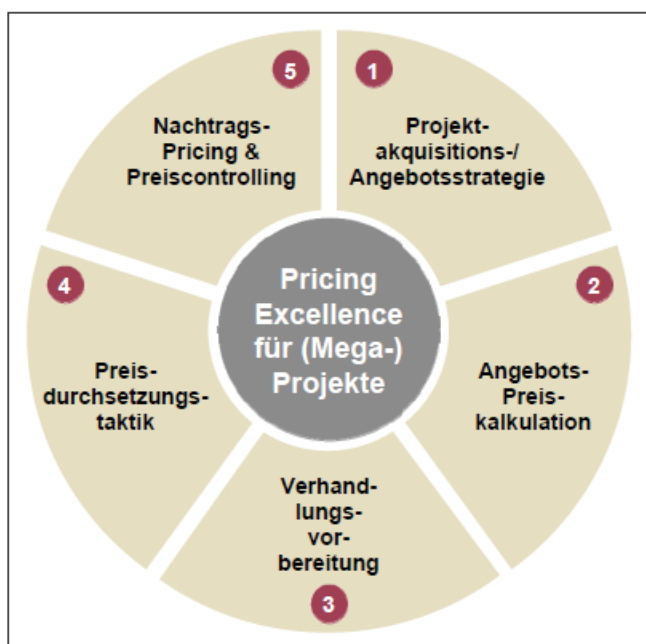 5
Nachtrags-
Pricing &
Preiscontrolling
1
Projekt-
akquisitions-/
Angebotsstrategie
4
Preis-
durchsetzungs-
taktik
Pricing
Excellence
für (Mega-)
Projekte
2
Angebots-
Preis-
kalkulation
Verhand-
lungs-
vor-
bereitung
3